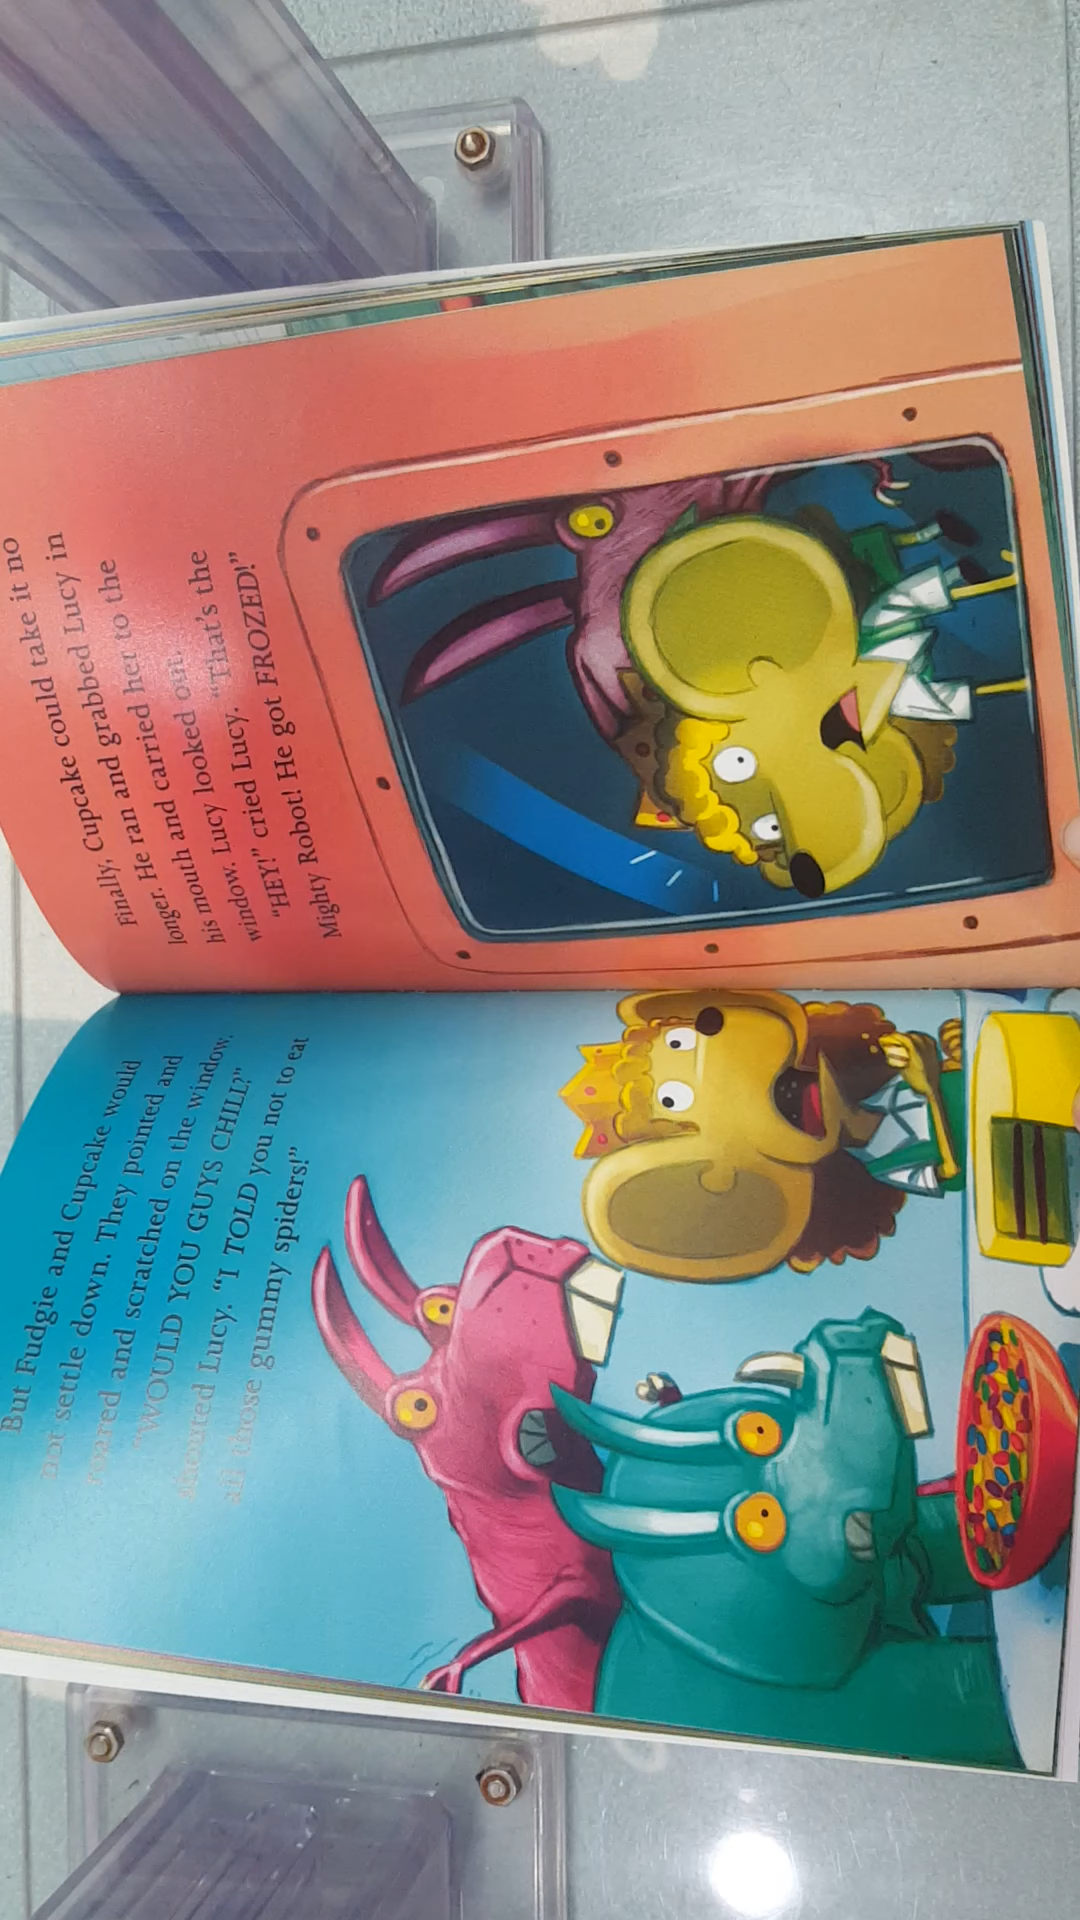 But Fudgie and Cupcake would
not settle down. They pointed and
roared and scratched on the window.
"WOULD YOU GUYS CHILL?"
shouted Lucy. "I TOLD you not to eat
all those gummy spiders!"
Finally, Cupcake could take it no
longer. He ran and grabbed Lucy in
his mouth and carried her to the
window. Lucy looked out.
"HEY!" cried Lucy. "That's the
Mighty Robot! He got FROZED!"